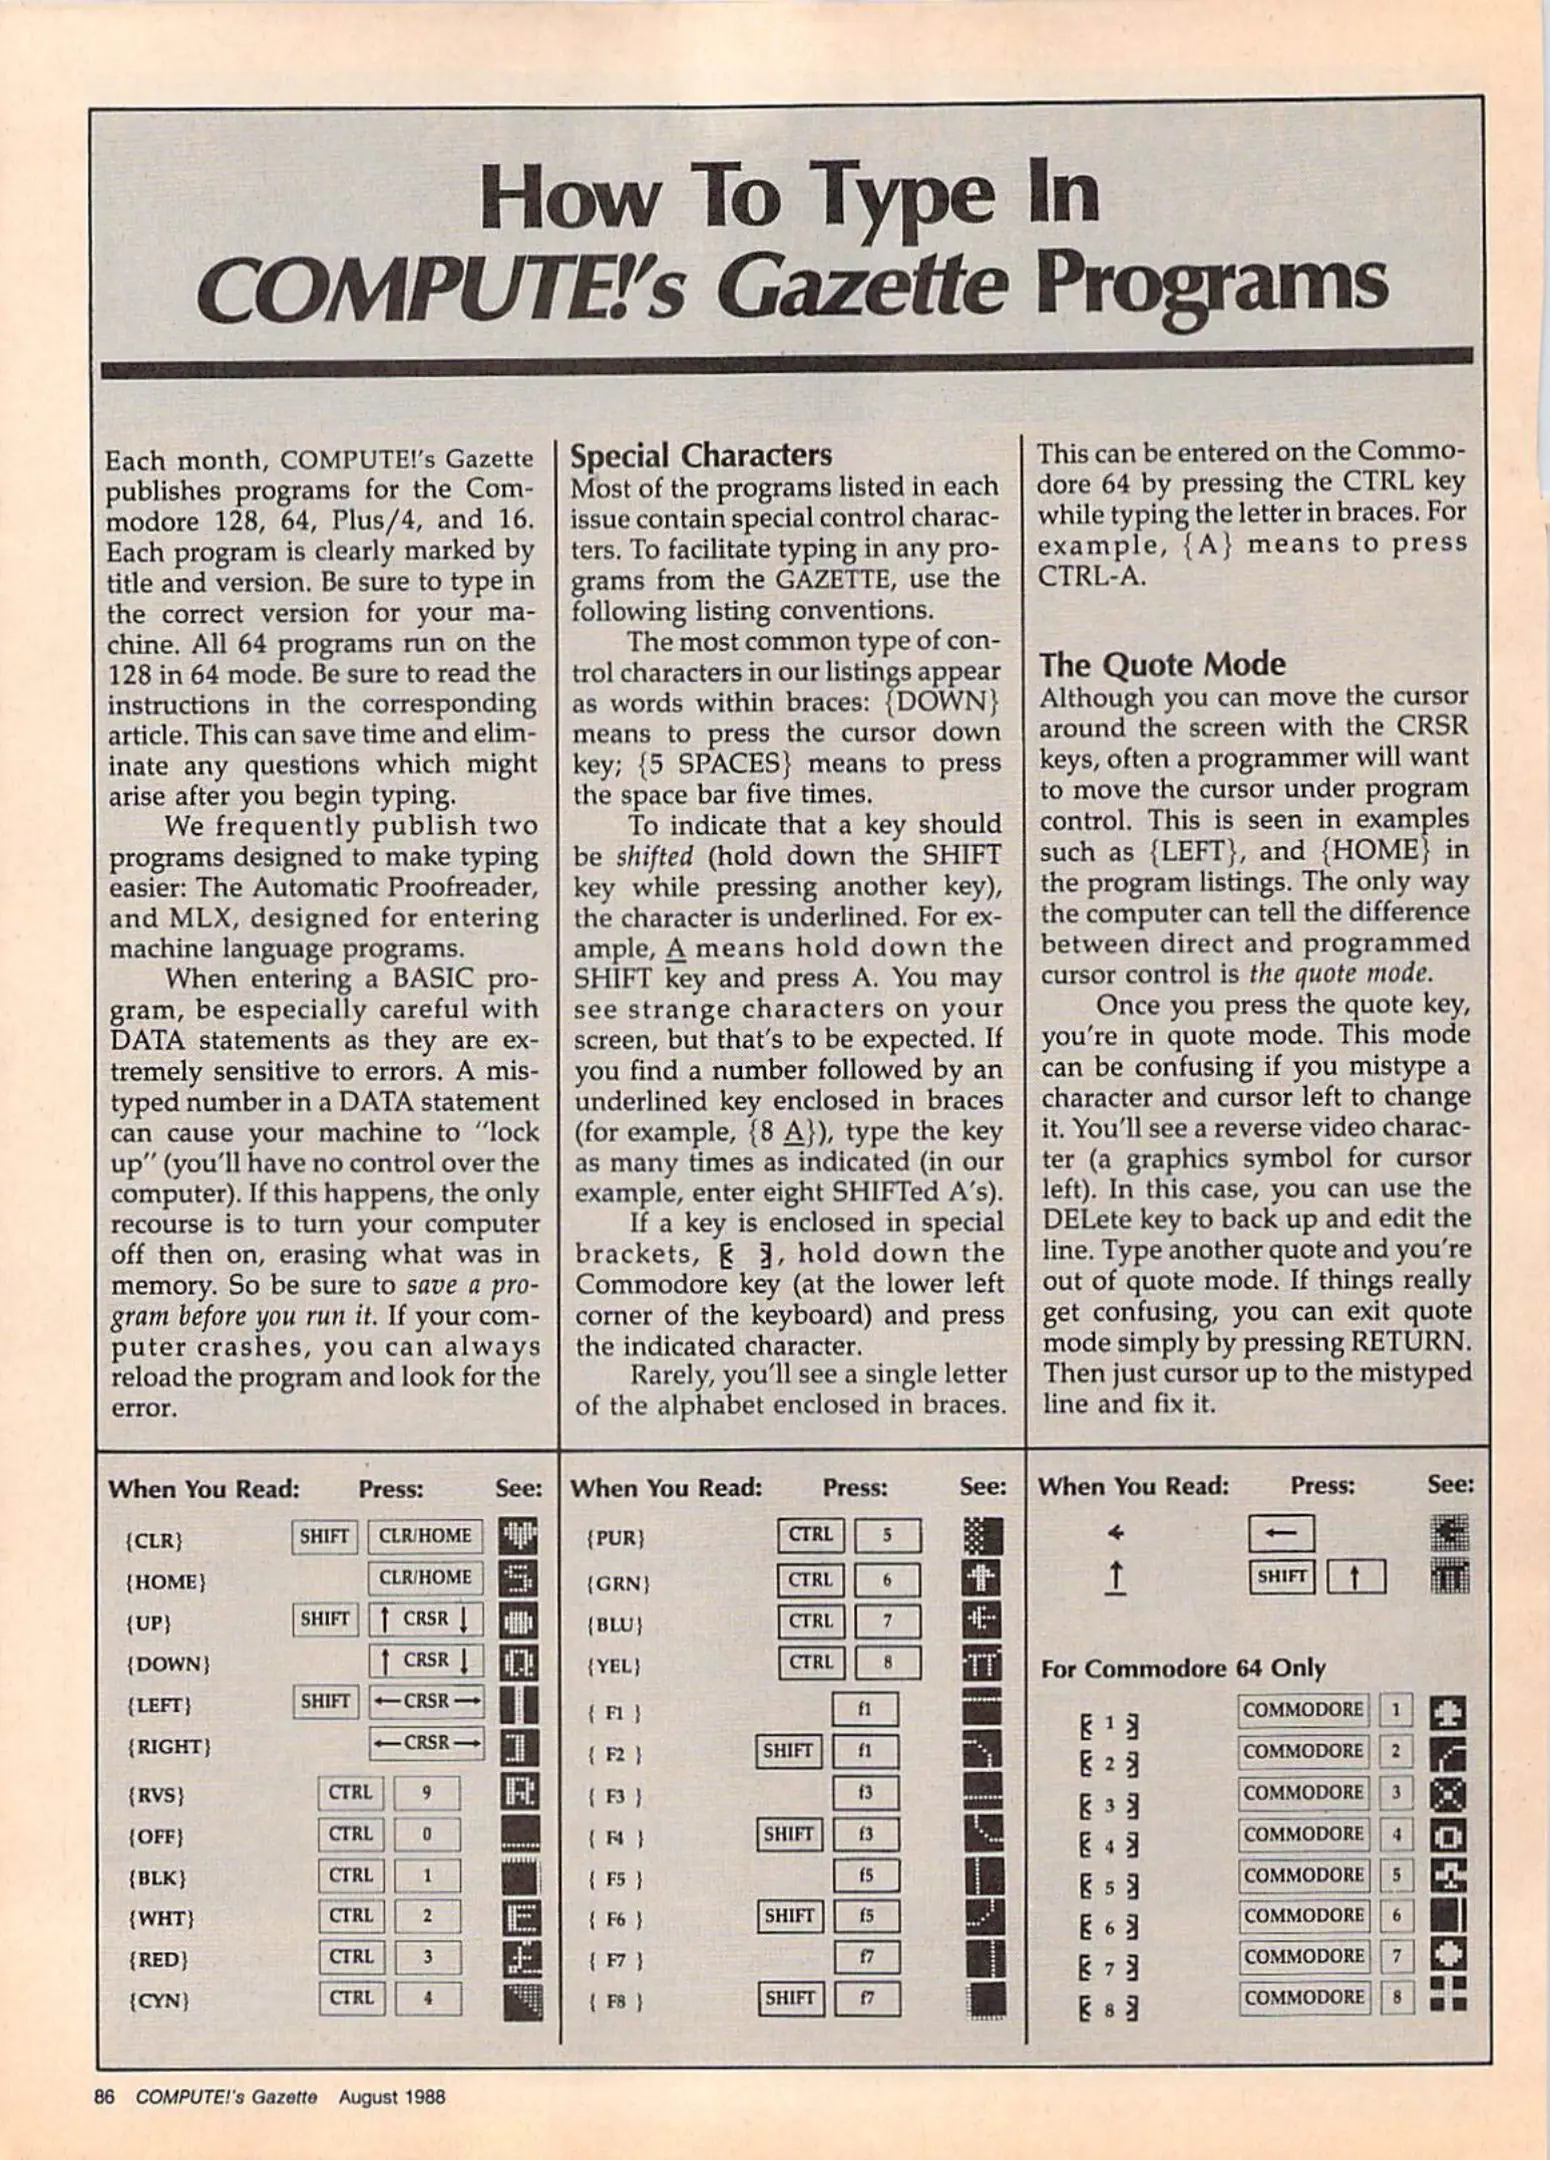 How To Type In
COMPUTE!'s Gazette Programs
Each month, COMPUTE!'s Gazette
publishes programs for the Com-
modore 128, 64, Plus/4, and 16.
Each program is clearly marked by
title and version. Be sure to type in
the correct version for your ma-
chine. All 64 programs run on the
128 in 64 mode. Be sure to read the
instructions in the corresponding
article. This can save time and elim-
inate any questions which might
arise after you begin typing.
We frequently publish two
programs designed to make typing
easier: The Automatic Proofreader,
and MLX, designed for entering
machine language programs.
When entering a BASIC pro-
gram, be especially careful with
DATA statements as they are ex-
tremely sensitive to errors. A mis-
typed number in a DATA statement
can cause your machine to "lock
up" (you'll have no control over the
computer). If this happens, the only
recourse is to turn your computer
off then on, erasing what was in
memory. So be sure to save a pro-
gram before you run it. If your com-
puter crashes, you can always
reload the program and look for the
error.
Special Characters
Most of the programs listed in each
issue contain special control charac-
ters. To facilitate typing in any pro-
grams from the GAZETTE, use the
following listing conventions.
The most common type of con-
trol characters in our listings appear
as words within braces: {DOWN}
means to press the cursor down
key; {5 SPACES} means to press
the space bar five times.
To indicate that a key should
be shifted (hold down the SHIFT
key while pressing another key),
the character is underlined. For ex-
ample, A means hold down the
SHIFT key and press A. You may
see strange characters on your
screen, but that's to be expected. If
you find a number followed by an
underlined key enclosed in braces
(for example, {8 A}), type the key
as many times as indicated (in our
example, enter eight SHIFTed A's).
If a key is enclosed in special
brackets, [< >], hold down the
Commodore key (at the lower left
corner of the keyboard) and press
the indicated character.
Rarely, you'll see a single letter
of the alphabet enclosed in braces.
This can be entered on the Commo-
dore 64 by pressing the CTRL key
while typing the letter in braces. For
example, {A} means to press
CTRL-A.
The Quote Mode
Although you can move the cursor
around the screen with the CRSR
keys, often a programmer will want
to move the cursor under program
control. This is seen in examples
such as {LEFT}, and {HOME} in
the program listings. The only way
the computer can tell the difference
between direct and programmed
cursor control is the quote mode.
Once you press the quote key,
you're in quote mode. This mode
can be confusing if you mistype a
character and cursor left to change
it. You'll see a reverse video charac-
ter (a graphics symbol for cursor
left). In this case, you can use the
DELete key to back up and edit the
line. Type another quote and you're
out of quote mode. If things really
get confusing, you can exit quote
mode simply by pressing RETURN.
Then just cursor up to the mistyped
line and fix it.
When You Read: Press: See:
{CLR} SHIFT CLR/HOME
{HOME} CLR/HOME
{UP} SHIFT ↑ CRSR ↓
{DOWN} ↑ CRSR ↓
{LEFT} SHIFT ←CRSR→
{RIGHT} ←CRSR→
{RVS} CTRL 9
{OFF} CTRL 0
{BLK} CTRL 1
{WHT} CTRL 2
{RED} CTRL 3
{CYN} CTRL 4
When You Read: Press: See:
{PUR} CTRL 5
{GRN} CTRL 6
{BLU} CTRL 7
{YEL} CTRL 8
{ F1 } f1
{ F2 } SHIFT f1
{ F3 } f3
{ F4 } SHIFT f3
{ F5 } f5
{ F6 } SHIFT f5
{ F7 } f7
{ F8 } SHIFT f7
When You Read: Press: See:
← ←
↑ SHIFT ↑
For Commodore 64 Only
[< 1 >] COMMODORE 1
[< 2 >] COMMODORE 2
[< 3 >] COMMODORE 3
[< 4 >] COMMODORE 4
[< 5 >] COMMODORE 5
[< 6 >] COMMODORE 6
[< 7 >] COMMODORE 7
[< 8 >] COMMODORE 8
86 COMPUTE!'s Gazette August 1988